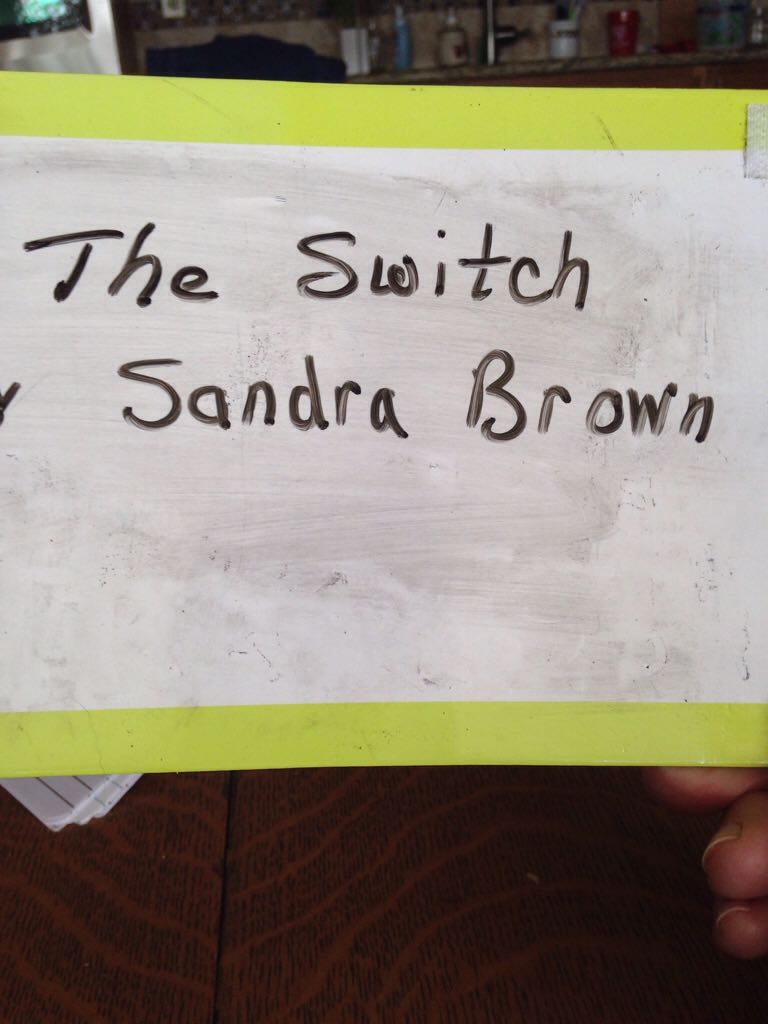 The Switch
Sandra Brown